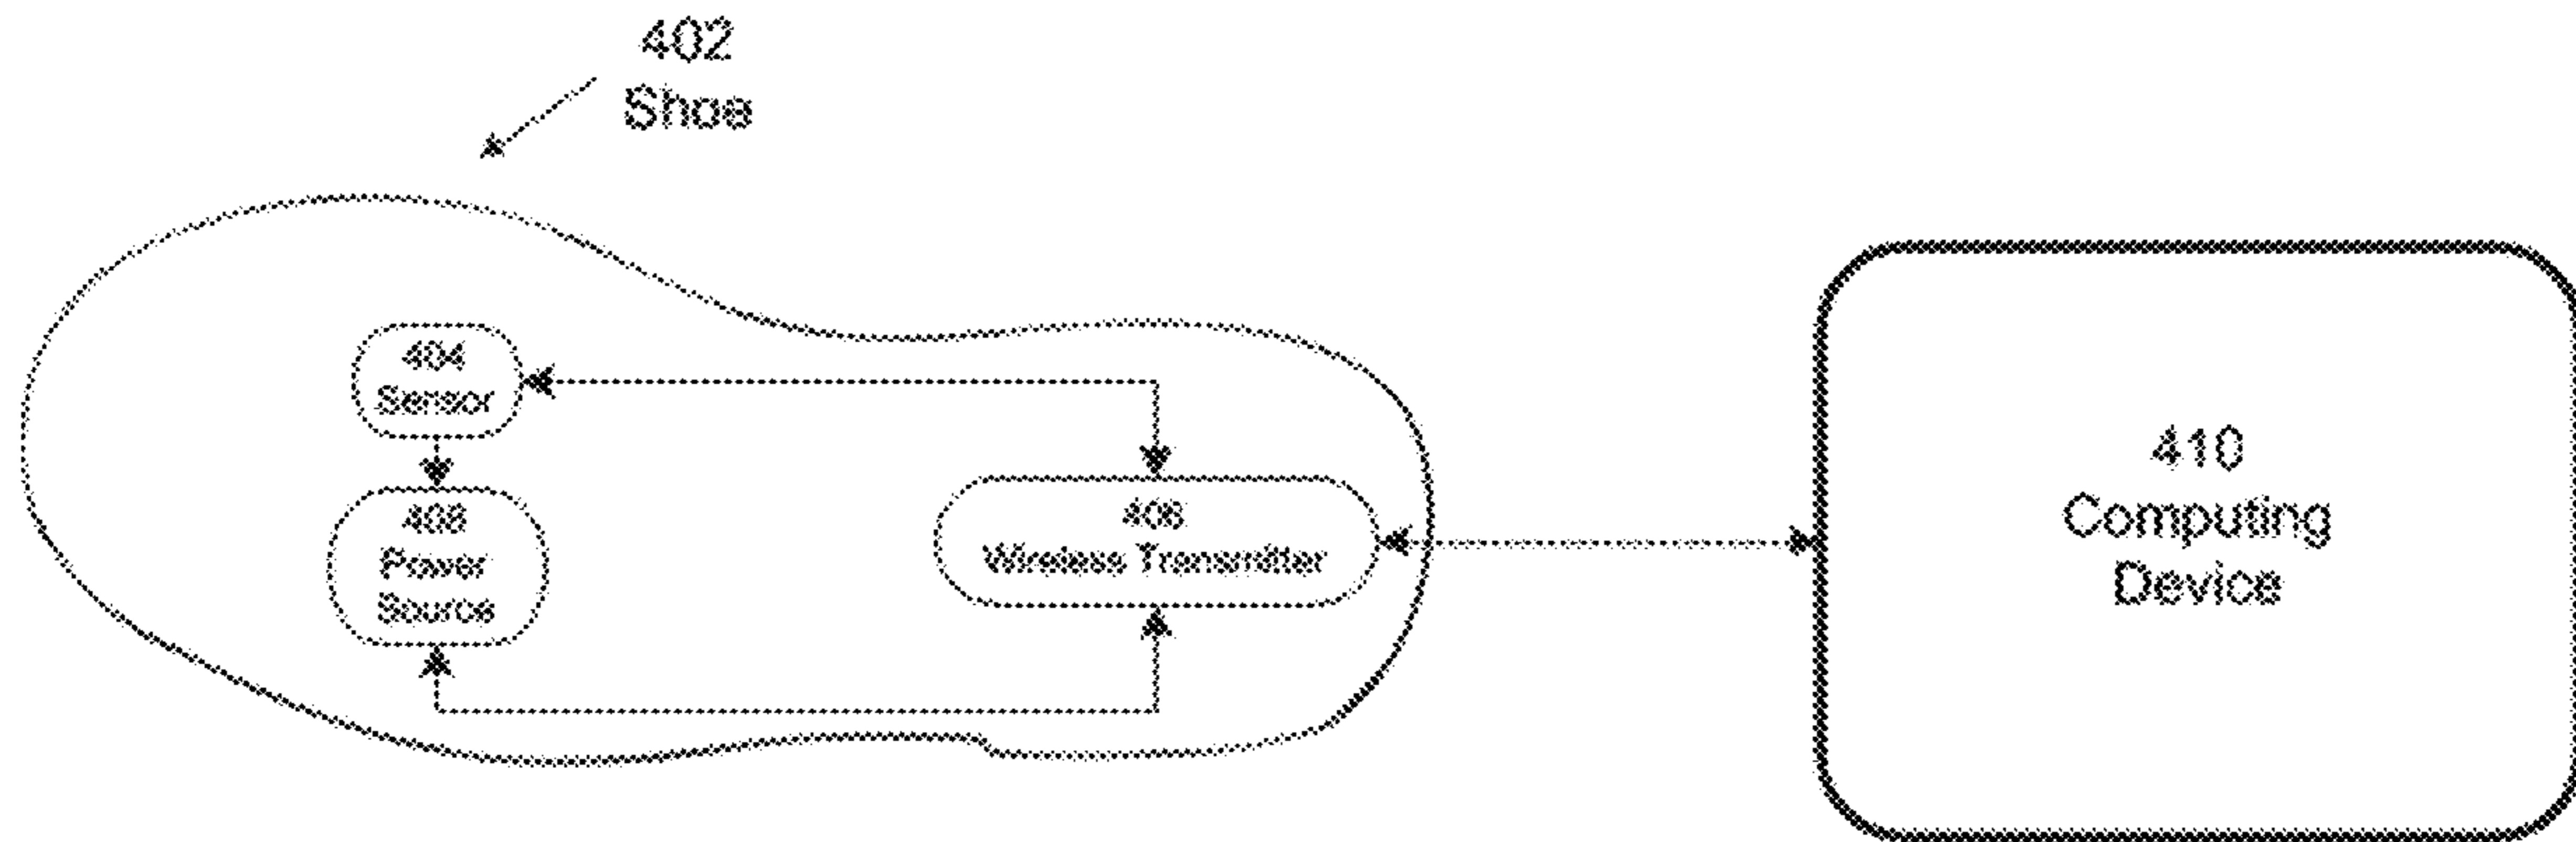 402
Shoe
404
Sensor
408
Power
Source
406
Wireless Transmitter
410
Computing
Device